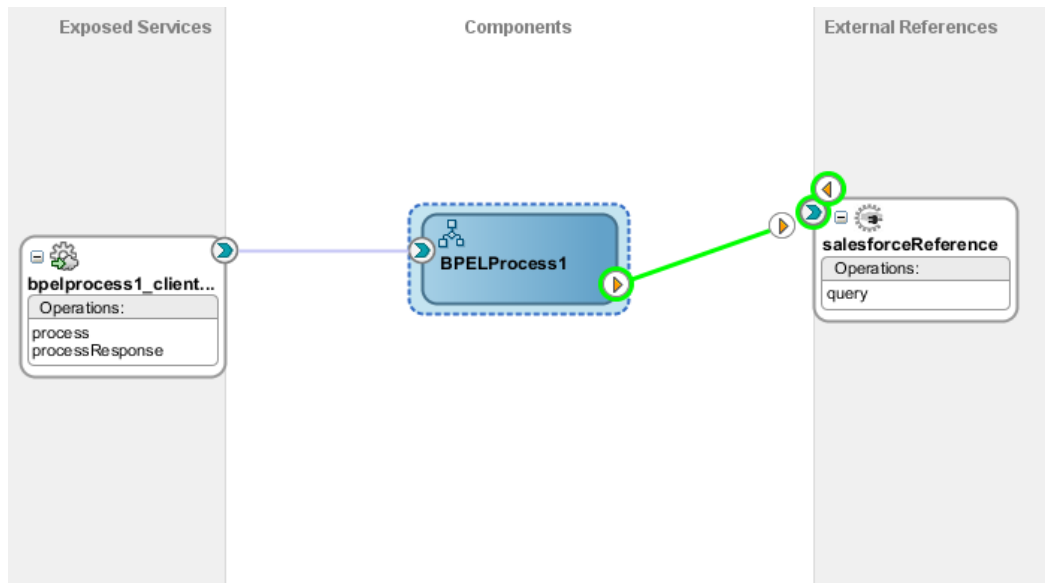 Exposed Services
Components
External References
bpelprocess1_client...
Operations:
process
processResponse
BPELProcess1
salesforceReference
Operations:
query